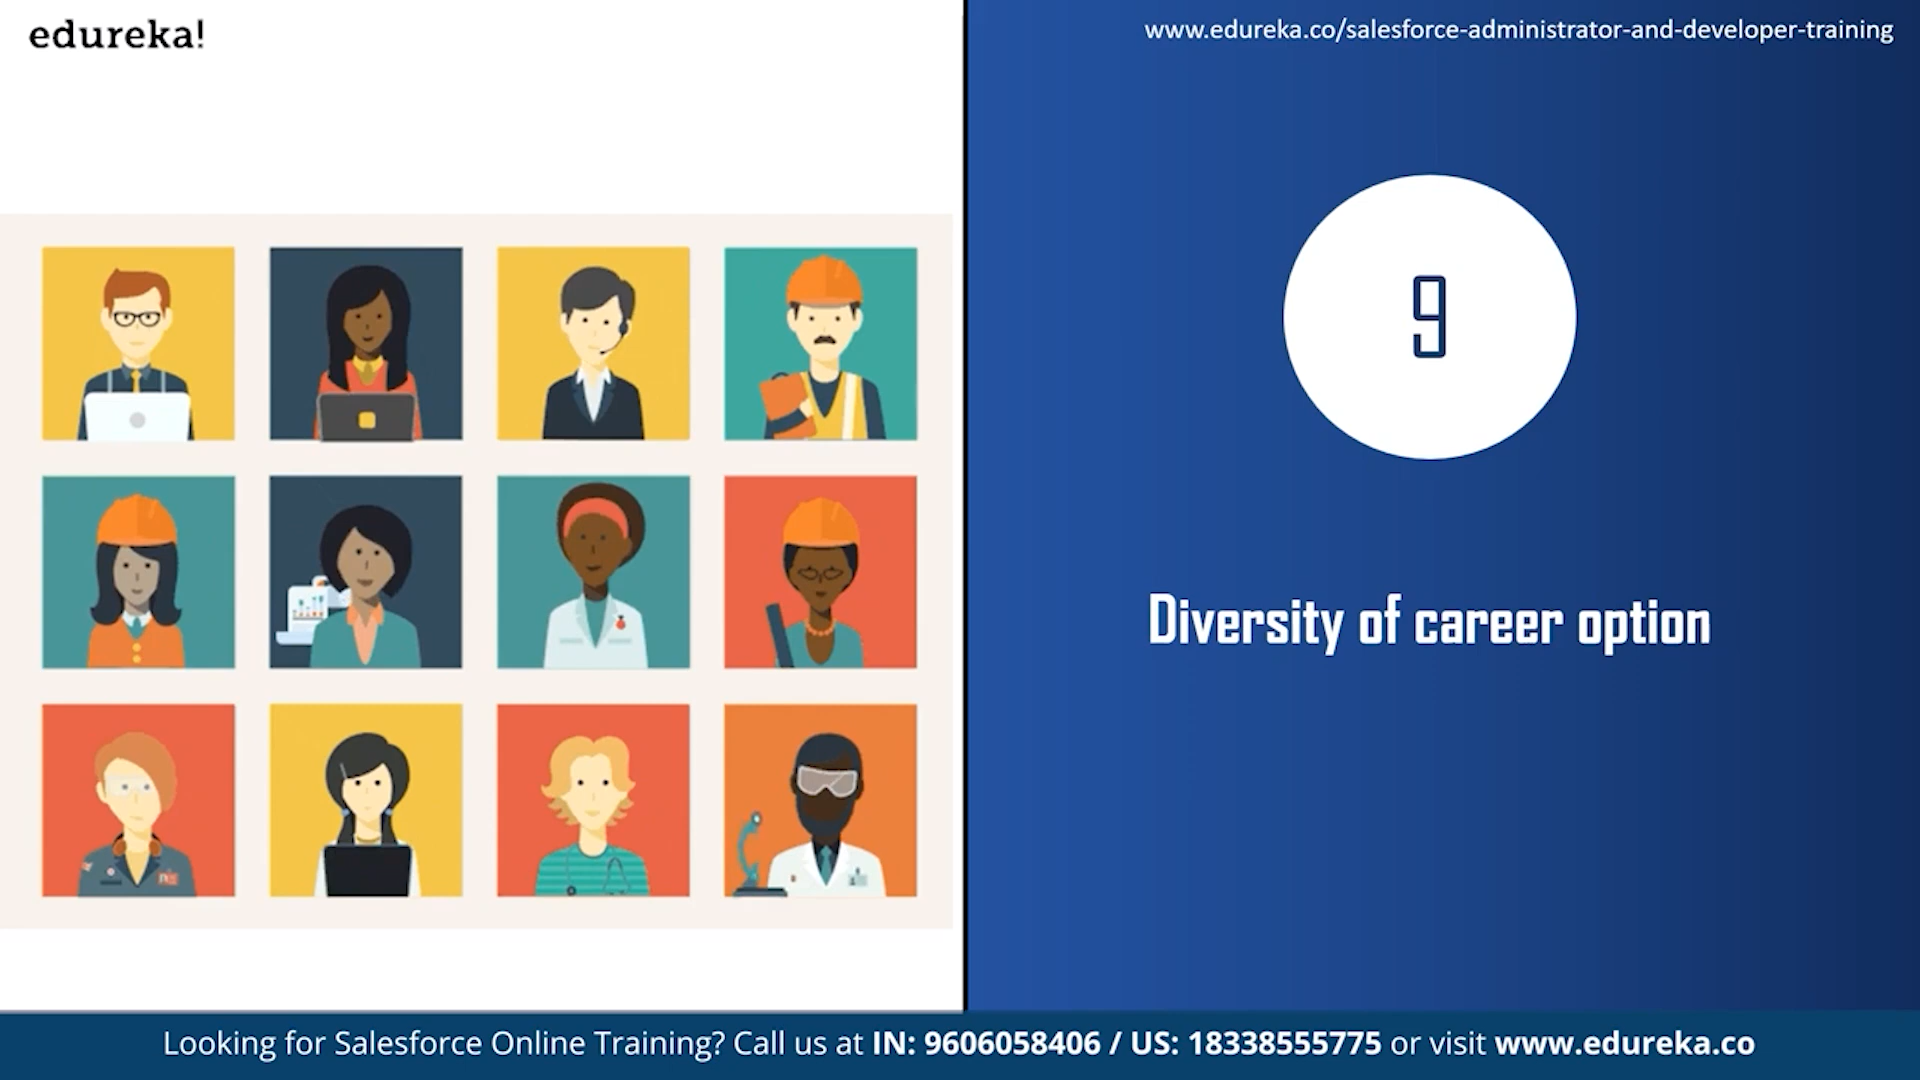 edureka!
www.edureka.co/salesforce-administrator-and-developer-training
9
Diversity of career option
Looking for Salesforce Online Training? Call us at IN: 9606058406 / US: 18338555775 or visit www.edureka.co